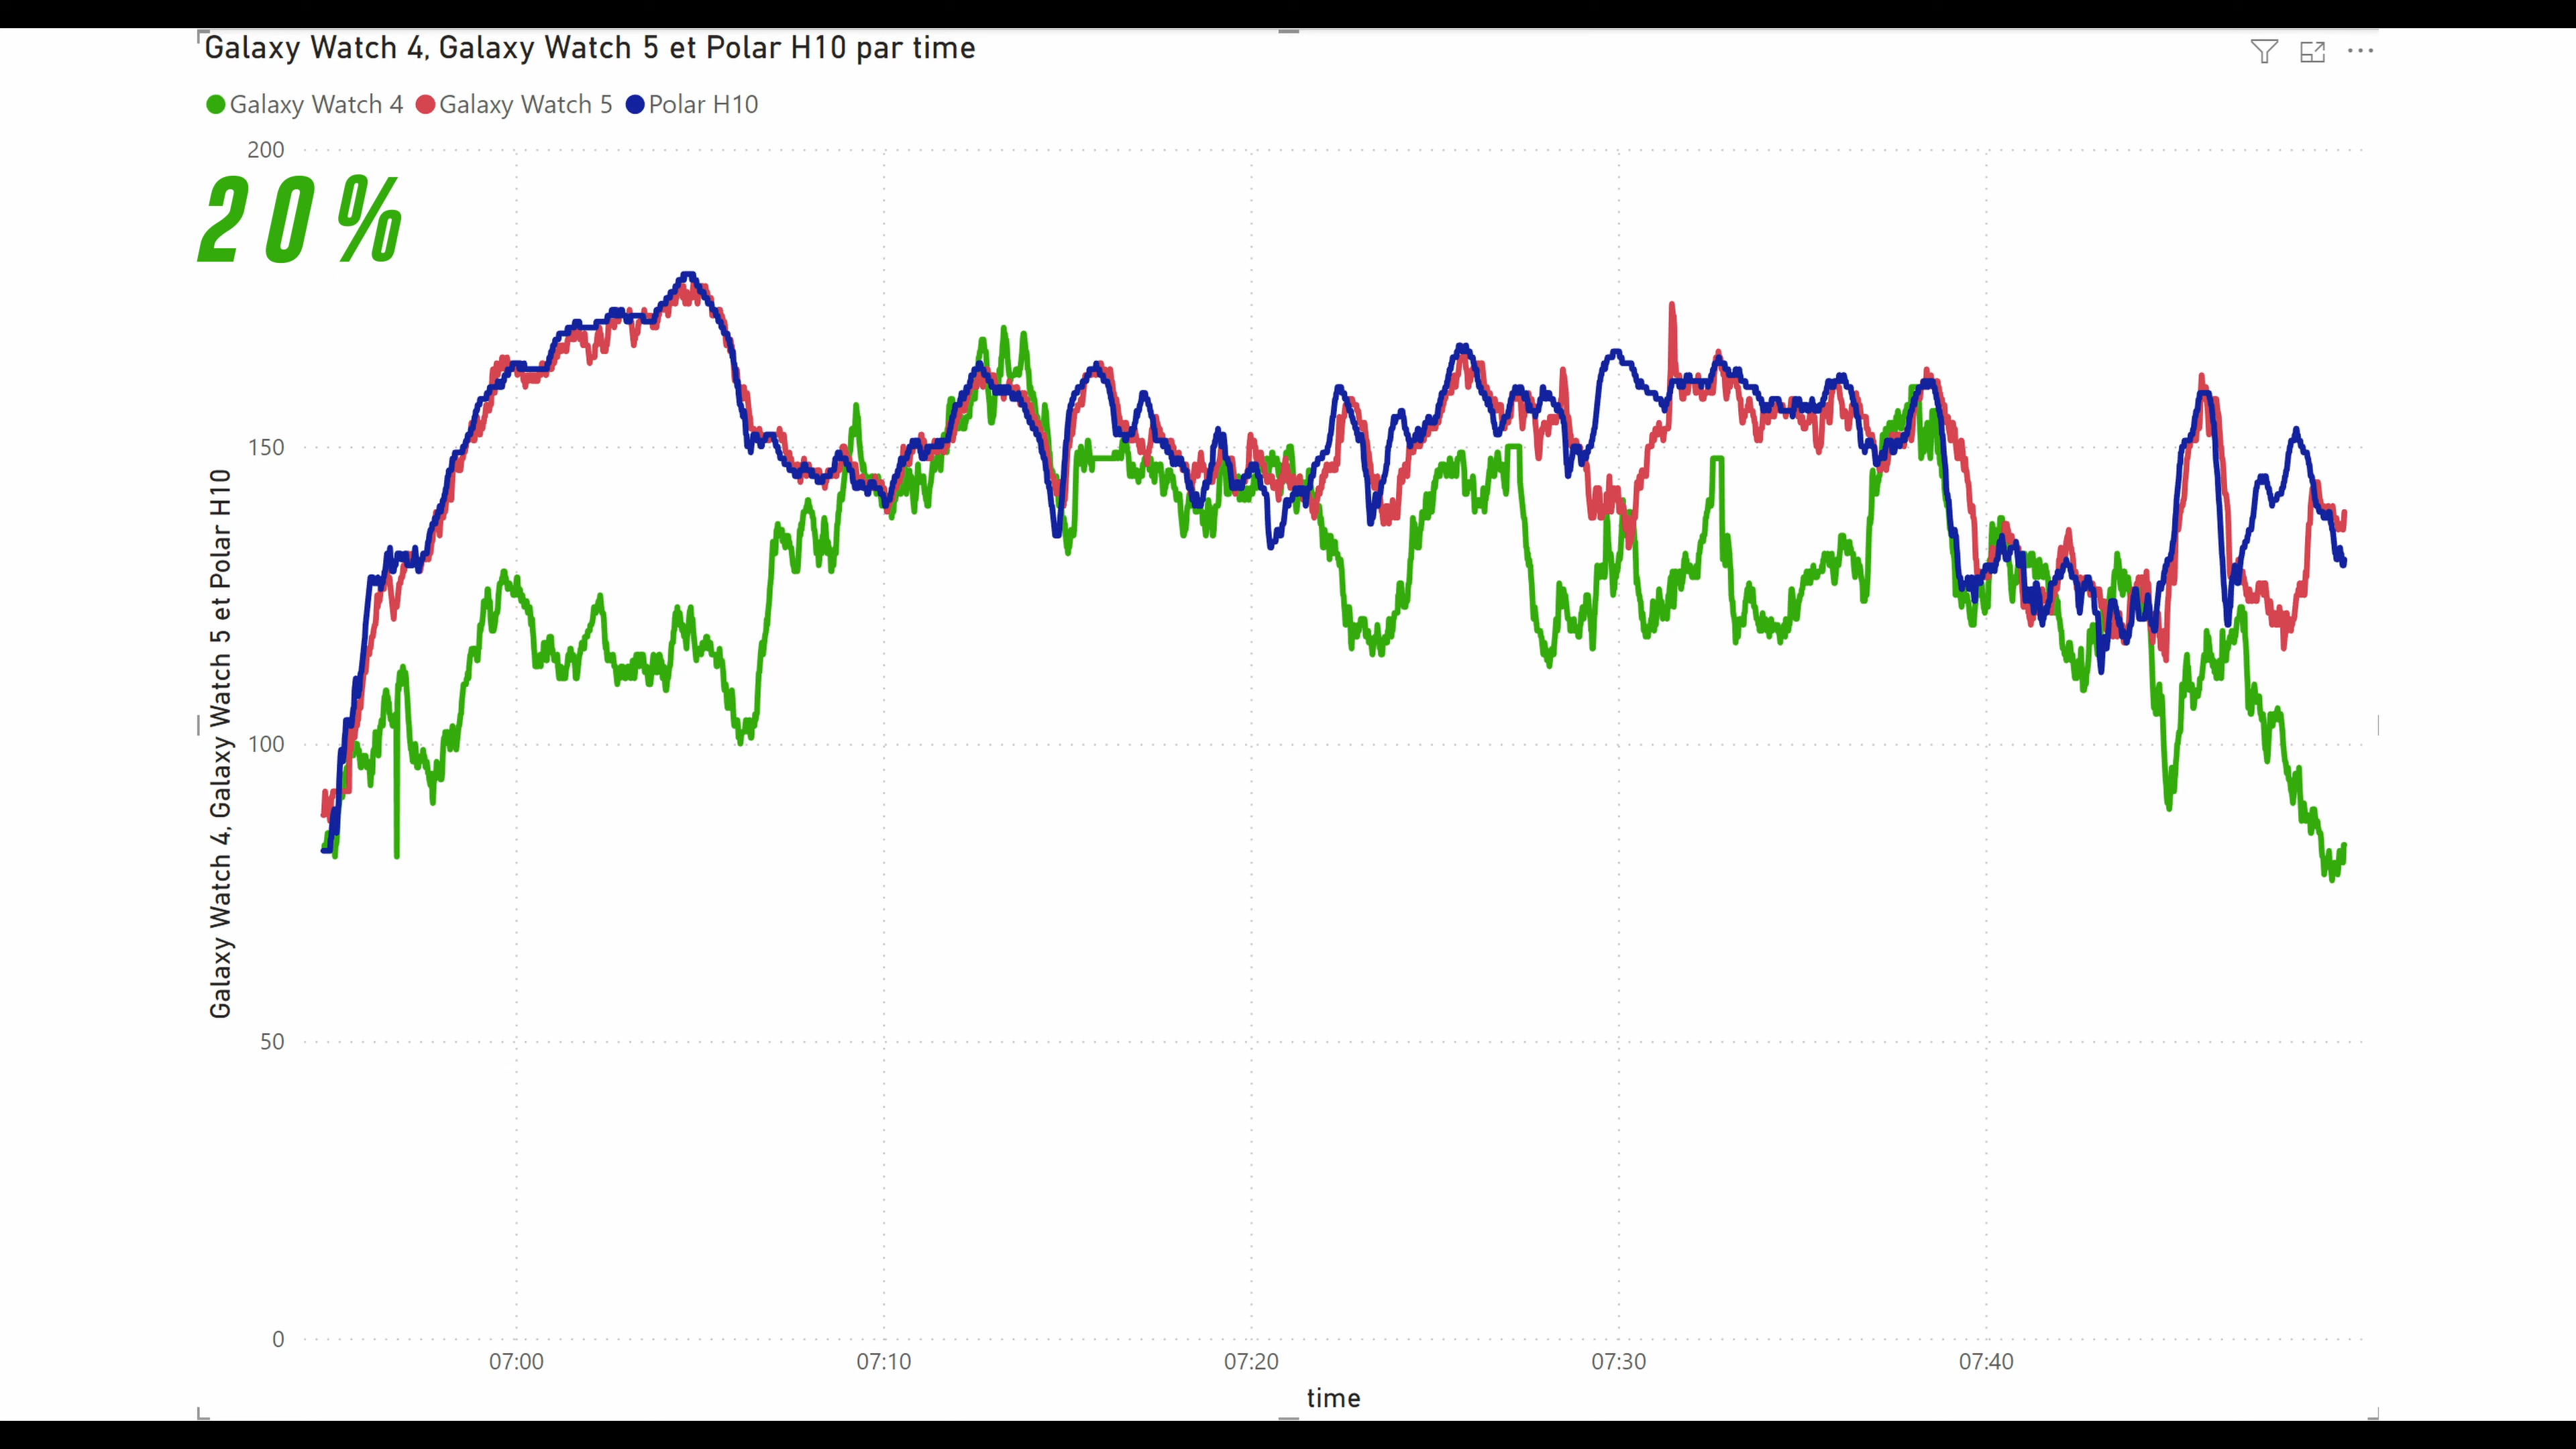 Galaxy Watch 4, Galaxy Watch 5 et Polar H10 par time
Galaxy Watch 4 Galaxy Watch 5 Polar H10
200
20%
150
100
50
0
Galaxy Watch 4, Galaxy Watch 5 et Polar H10
07:00 07:10 07:20 07:30 07:40
time